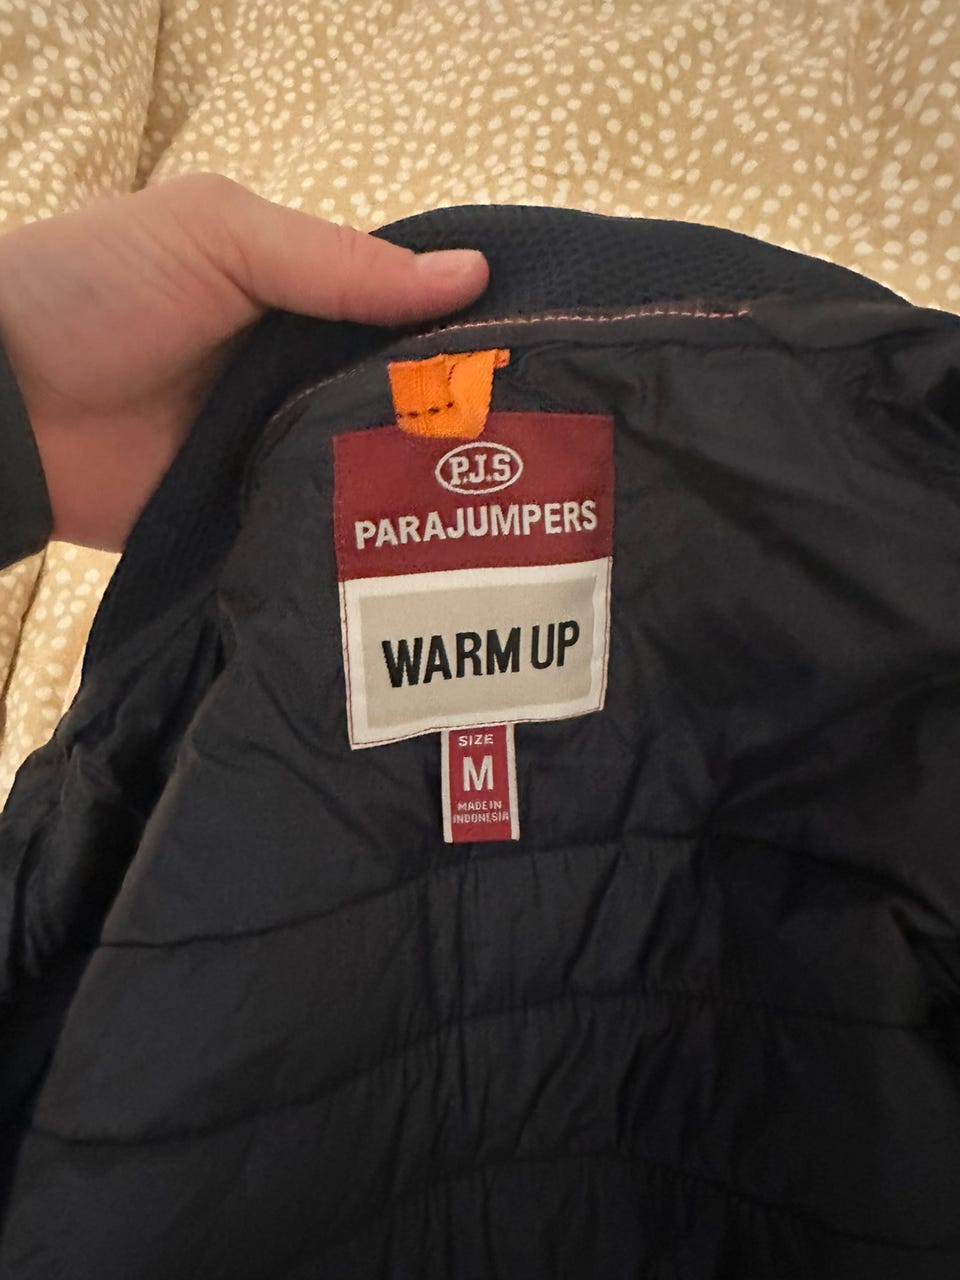 P.J.S
PARAJUMPERS
WARM UP
SIZE
M
MADE IN
INDONESIA